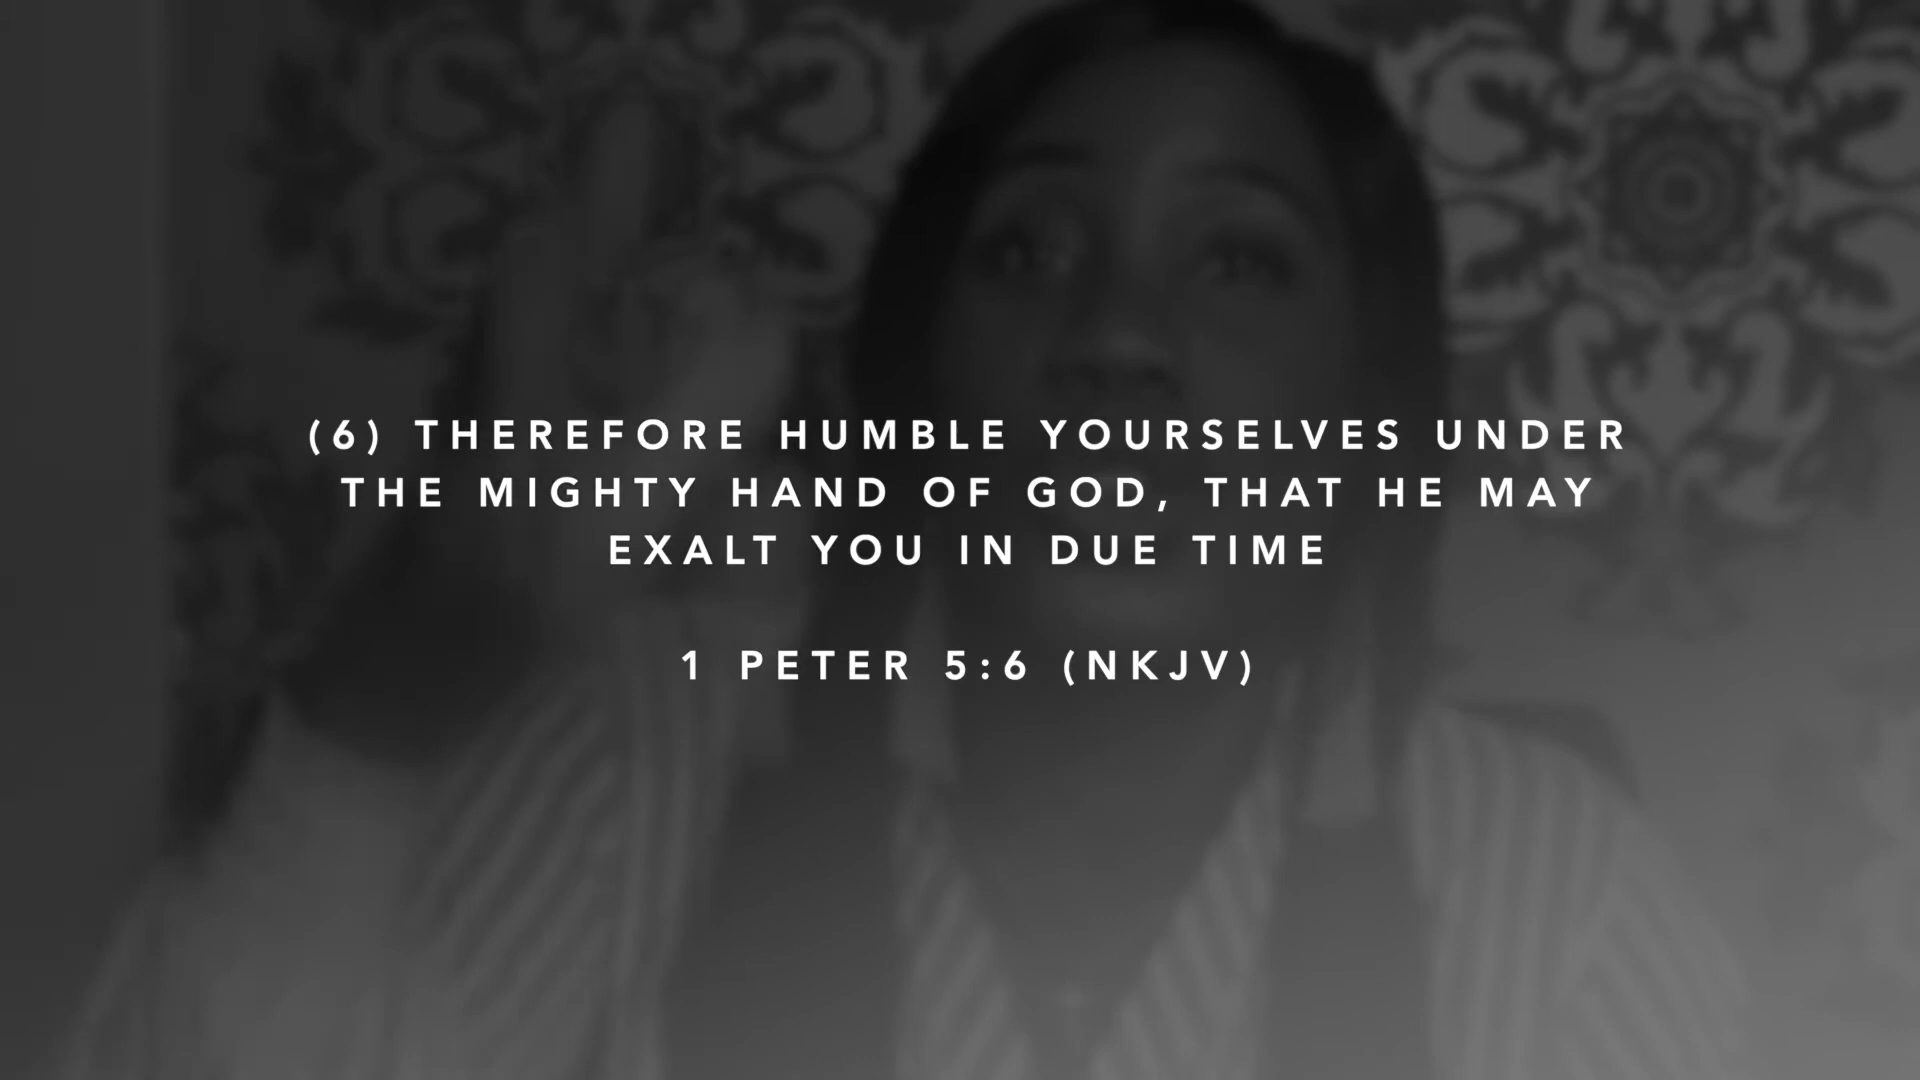 (6) THEREFORE HUMBLE YOURSELVES UNDER
THE MIGHTY HAND OF GOD, THAT HE MAY
EXALT YOU IN DUE TIME
1 PETER 5:6 (NKJV)